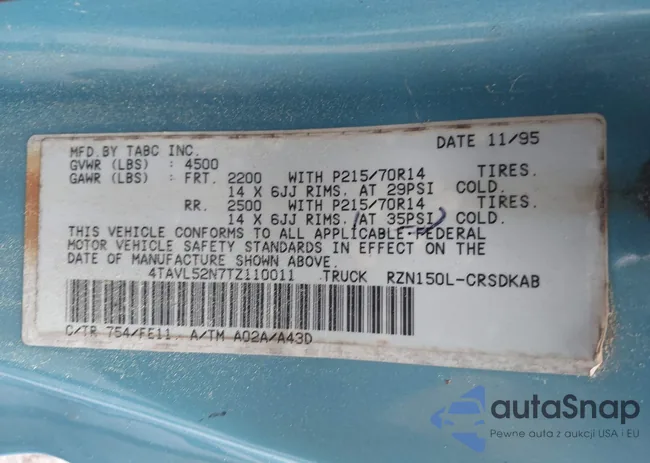 MFD.BY TABC INC. DATE 11/95
GVWR (LBS) : 4500
GAWR (LBS) : FRT. 2200 WITH P215/70R14 TIRES.
14 X 6JJ RIMS, AT 29PSI COLD.
RR. 2500 WITH P215/70R14 TIRES.
14 X 6JJ RIMS, AT 35PSI COLD.
THIS VEHICLE CONFORMS TO ALL APPLICABLE FEDERAL
MOTOR VEHICLE SAFETY STANDARDS IN EFFECT ON THE
DATE OF MANUFACTURE SHOWN ABOVE.
4TAVL52N7TZ110011 TRUCK RZN150L-CRSDKAB
C/TR 754/FE11 A/TM A02A/A43D
autaSnap
Pewne auta z aukcji USA i EU